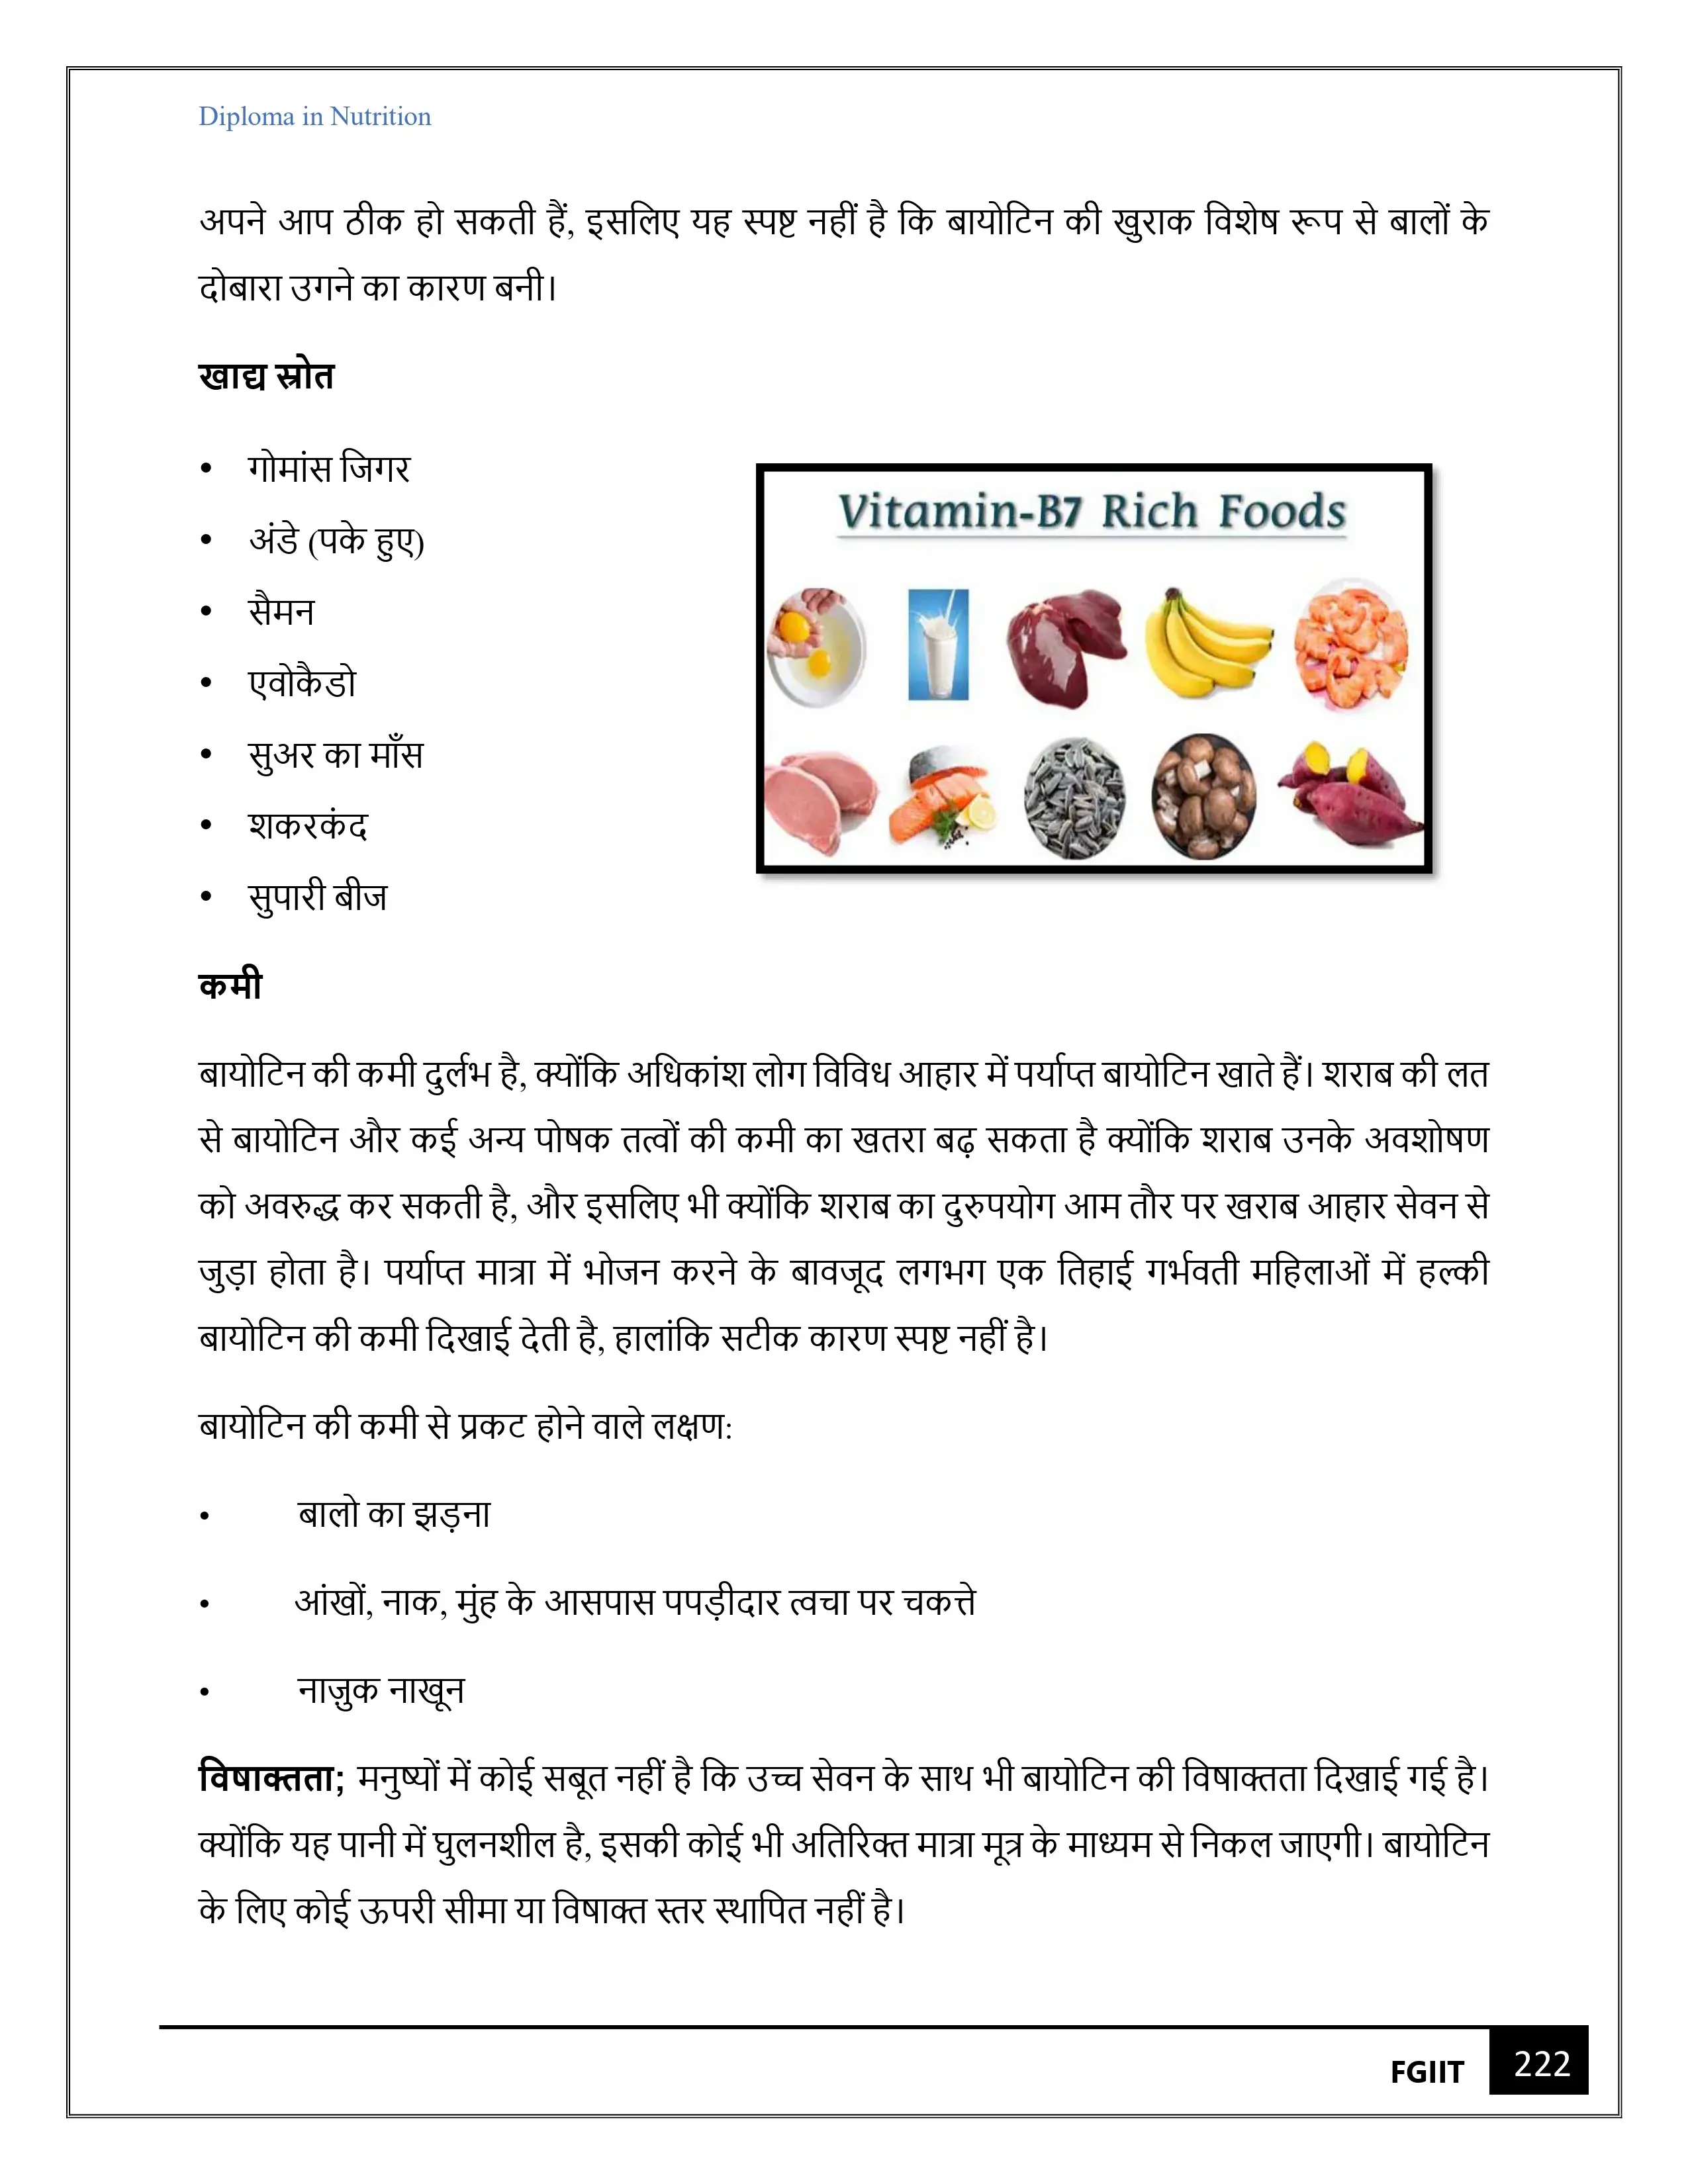 Diploma in Nutrition
अपने आप ठीक हो सकती हैं, इसलिए यह स्पष्ट नहीं है कि बायोटिन की खुराक विशेष रूप से बालों के
दोबारा उगने का कारण बनी।
खाद्य स्रोत
• गोमांस जिगर
• अंडे (पके हुए)
• सैमन
• एवोकैडो
• सुअर का माँस
• शकरकंद
• सुपारी बीज
Vitamin-B7 Rich Foods
कमी
बायोटिन की कमी दुर्लभ है, क्योंकि अधिकांश लोग विविध आहार में पर्याप्त बायोटिन खाते हैं। शराब की लत
से बायोटिन और कई अन्य पोषक तत्वों की कमी का खतरा बढ़ सकता है क्योंकि शराब उनके अवशोषण
को अवरुद्ध कर सकती है, और इसलिए भी क्योंकि शराब का दुरुपयोग आम तौर पर खराब आहार सेवन से
जुड़ा होता है। पर्याप्त मात्रा में भोजन करने के बावजूद लगभग एक तिहाई गर्भवती महिलाओं में हल्की
बायोटिन की कमी दिखाई देती है, हालांकि सटीक कारण स्पष्ट नहीं है।
बायोटिन की कमी से प्रकट होने वाले लक्षण:
• बालो का झड़ना
• आंखों, नाक, मुंह के आसपास पपड़ीदार त्वचा पर चकत्ते
• नाज़ुक नाखून
विषाक्तता; मनुष्यों में कोई सबूत नहीं है कि उच्च सेवन के साथ भी बायोटिन की विषाक्तता दिखाई गई है।
क्योंकि यह पानी में घुलनशील है, इसकी कोई भी अतिरिक्त मात्रा मूत्र के माध्यम से निकल जाएगी। बायोटिन
के लिए कोई ऊपरी सीमा या विषाक्त स्तर स्थापित नहीं है।
FGIIT 222